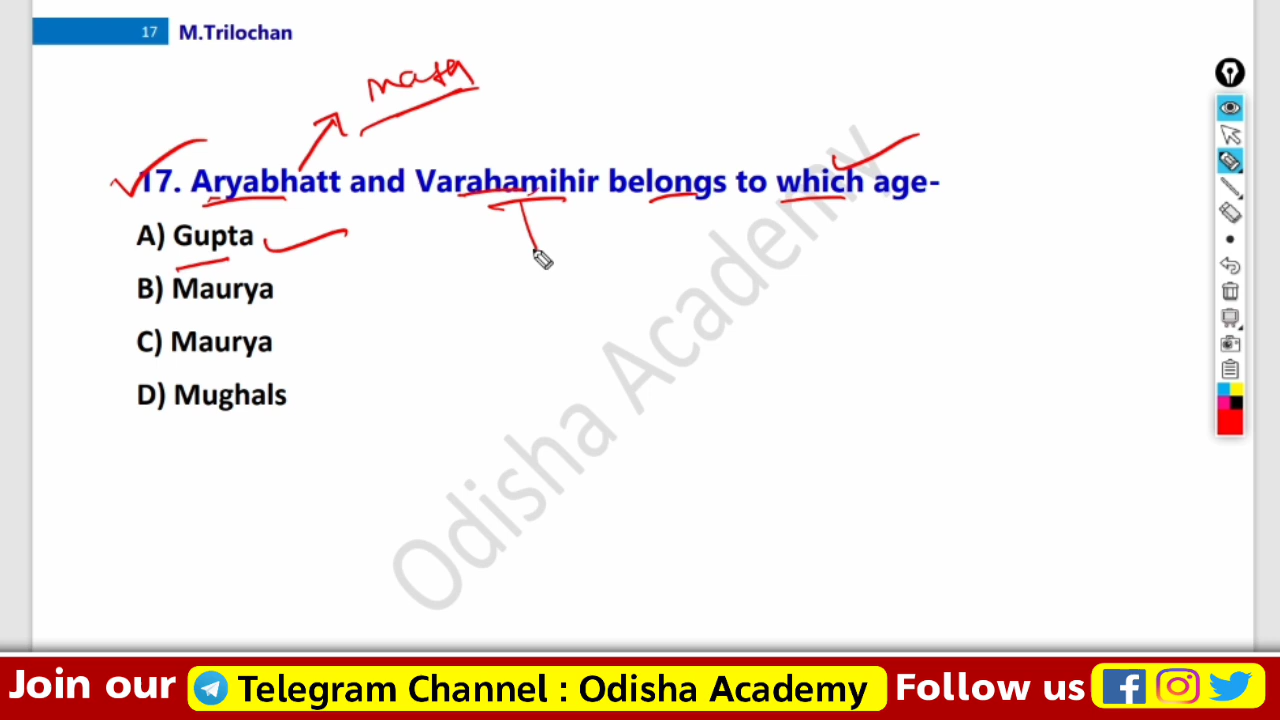 17 M.Trilochan
math
17. Aryabhatt and Varahamihir belongs to which age-
A) Gupta
B) Maurya
C) Maurya
D) Mughals
Odisha Academy
Join our Telegram Channel : Odisha Academy Follow us